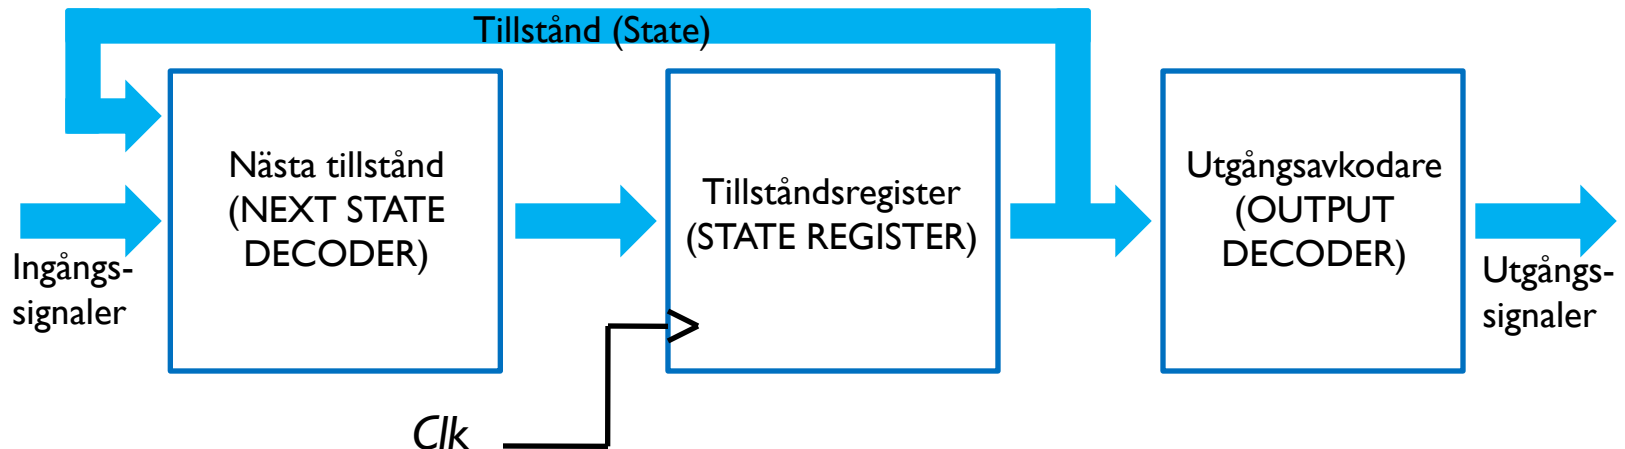 Tillstånd (State)
Nästa tillstånd
(NEXT STATE
DECODER)
Tillståndsregister
(STATE REGISTER)
Utgångsavkodare
(OUTPUT
DECODER)
Ingångs-
signaler
Utgångs-
signaler
Clk